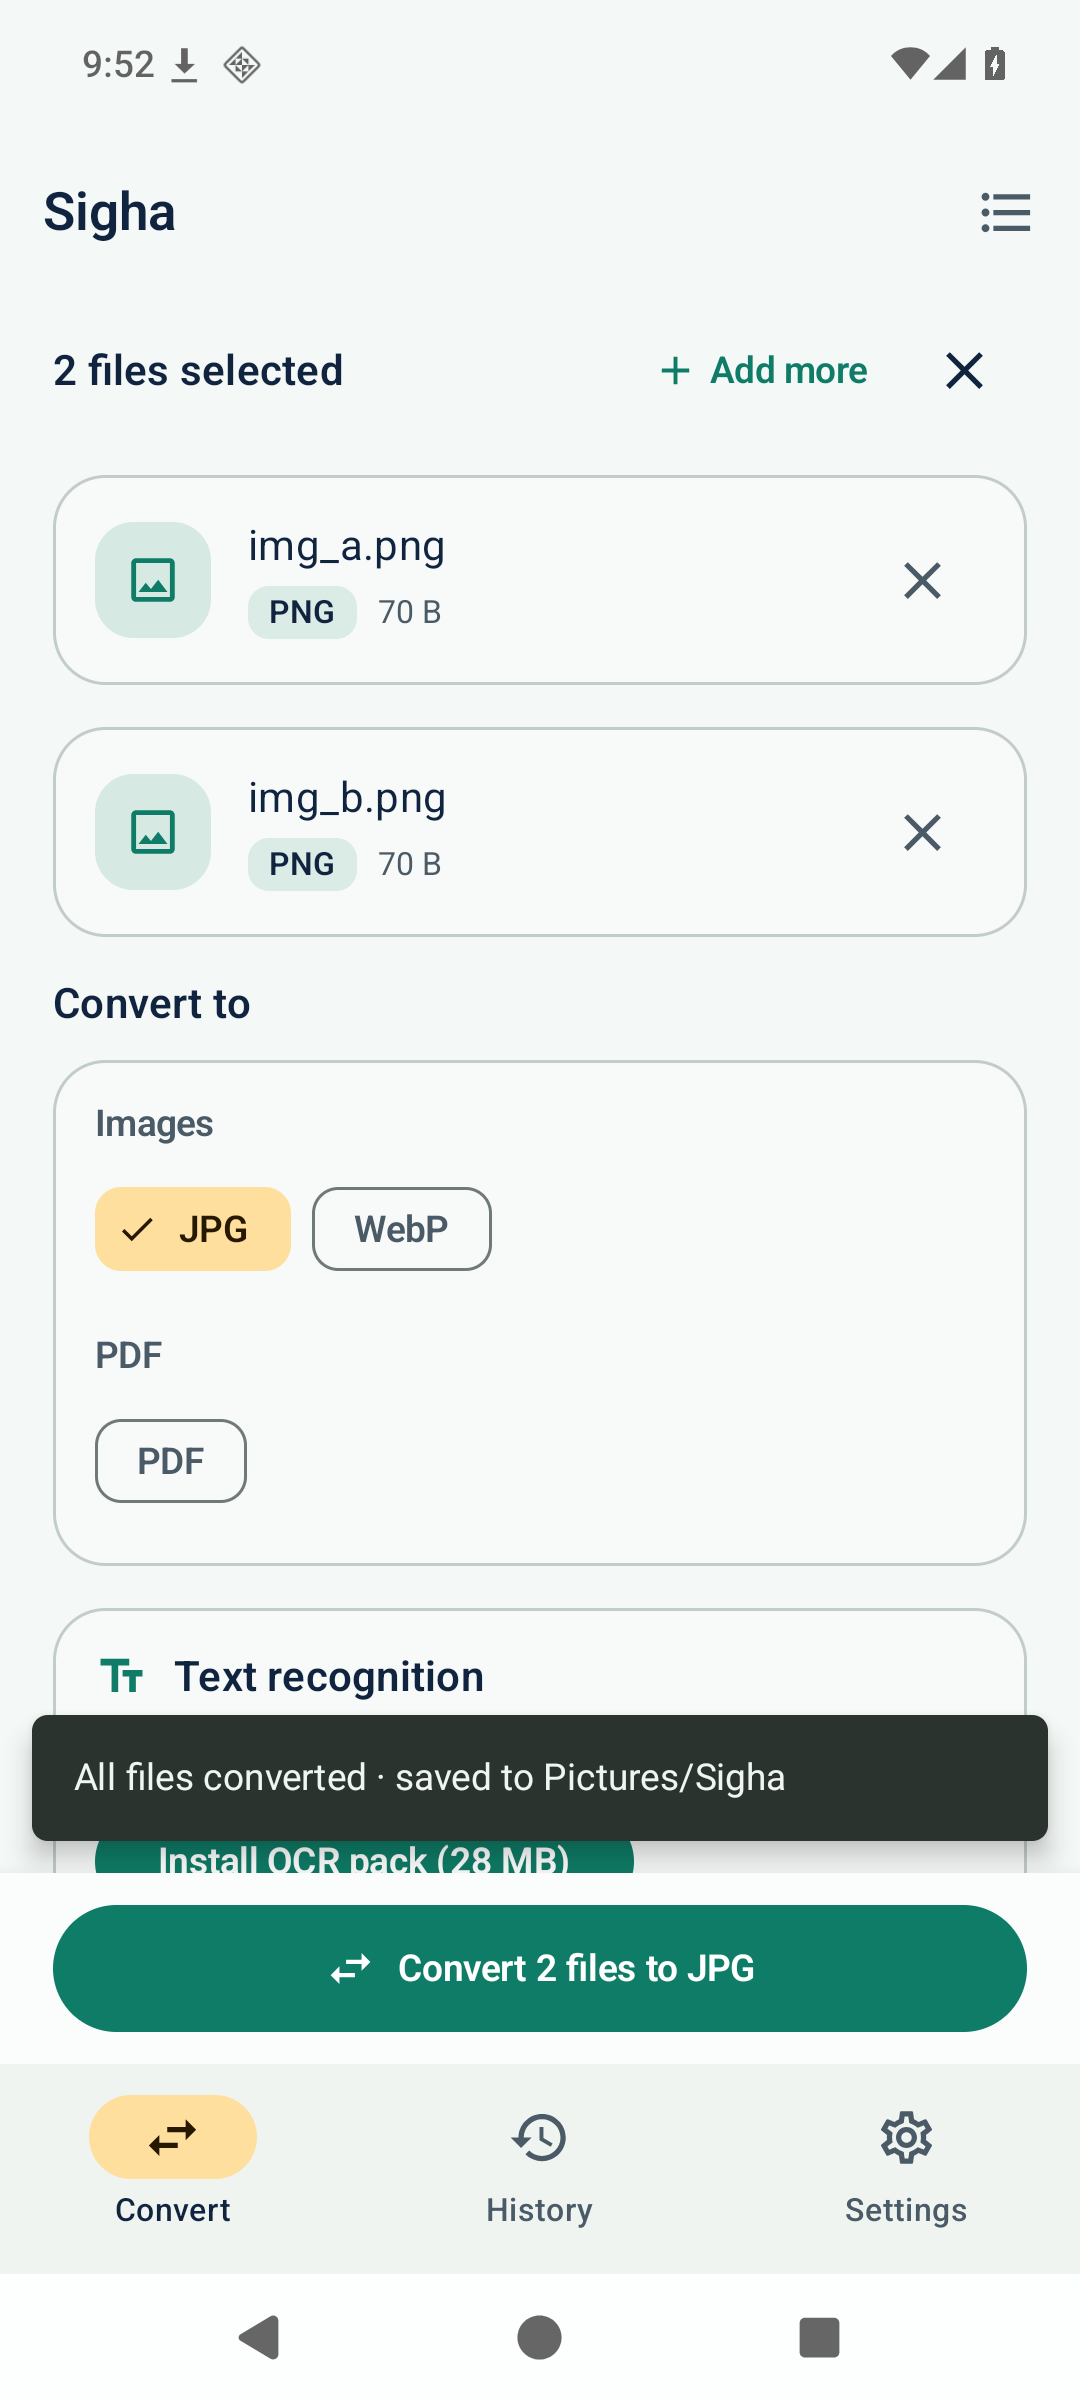 9:52
Sigha
2 files selected
Add more
img_a.png
PNG 70 B
img_b.png
PNG 70 B
Convert to
Images
JPG WebP
PDF
PDF
Text recognition
All files converted · saved to Pictures/Sigha
Install OCR pack (28 MB)
Convert 2 files to JPG
Convert History Settings